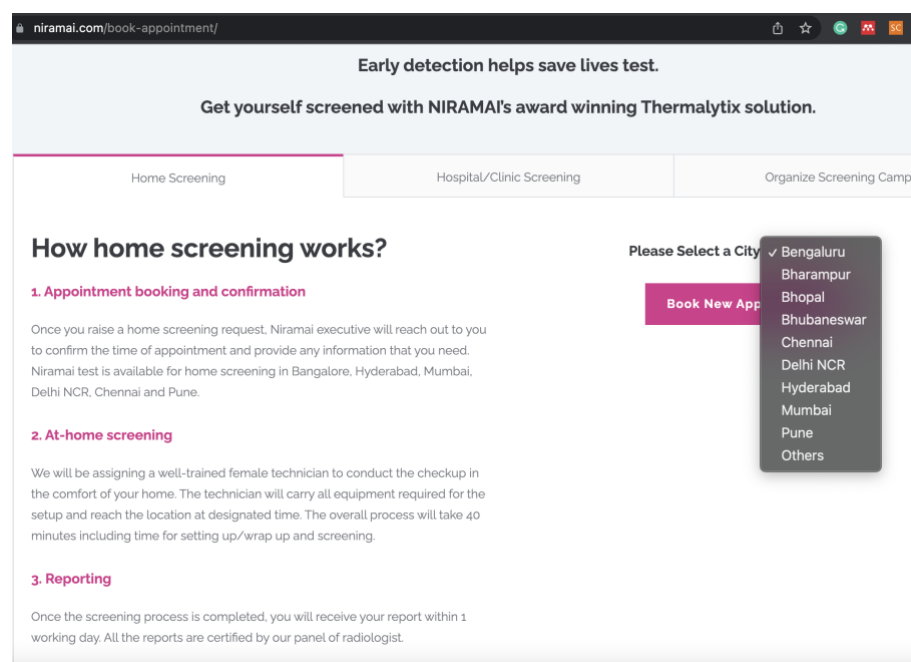 niramai.com/book-appointment/
SC
Early detection helps save lives test.
Get yourself screened with NIRAMAI's award winning Thermalytix solution.
Home Screening
Hospital/Clinic Screening
Organize Screening Camp
How home screening works?
1. Appointment booking and confirmation
Once you raise a home screening request, Niramai executive will reach out to you
to confirm the time of appointment and provide any information that you need.
Niramai test is available for home screening in Bangalore, Hyderabad, Mumbai,
Delhi NCR, Chennai and Pune.
2. At-home screening
We will be assigning a well-trained female technician to conduct the checkup in
the comfort of your home. The technician will carry all equipment required for the
setup and reach the location at designated time. The overall process will take 40
minutes including time for setting up/wrap up and screening.
3. Reporting
Once the screening process is completed, you will receive your report within 1
working day. All the reports are certified by our panel of radiologist.
Please Select a City
✓ Bengaluru
Bharampur
Bhopal
Bhubaneswar
Chennai
Delhi NCR
Hyderabad
Mumbai
Pune
Others
Book New App